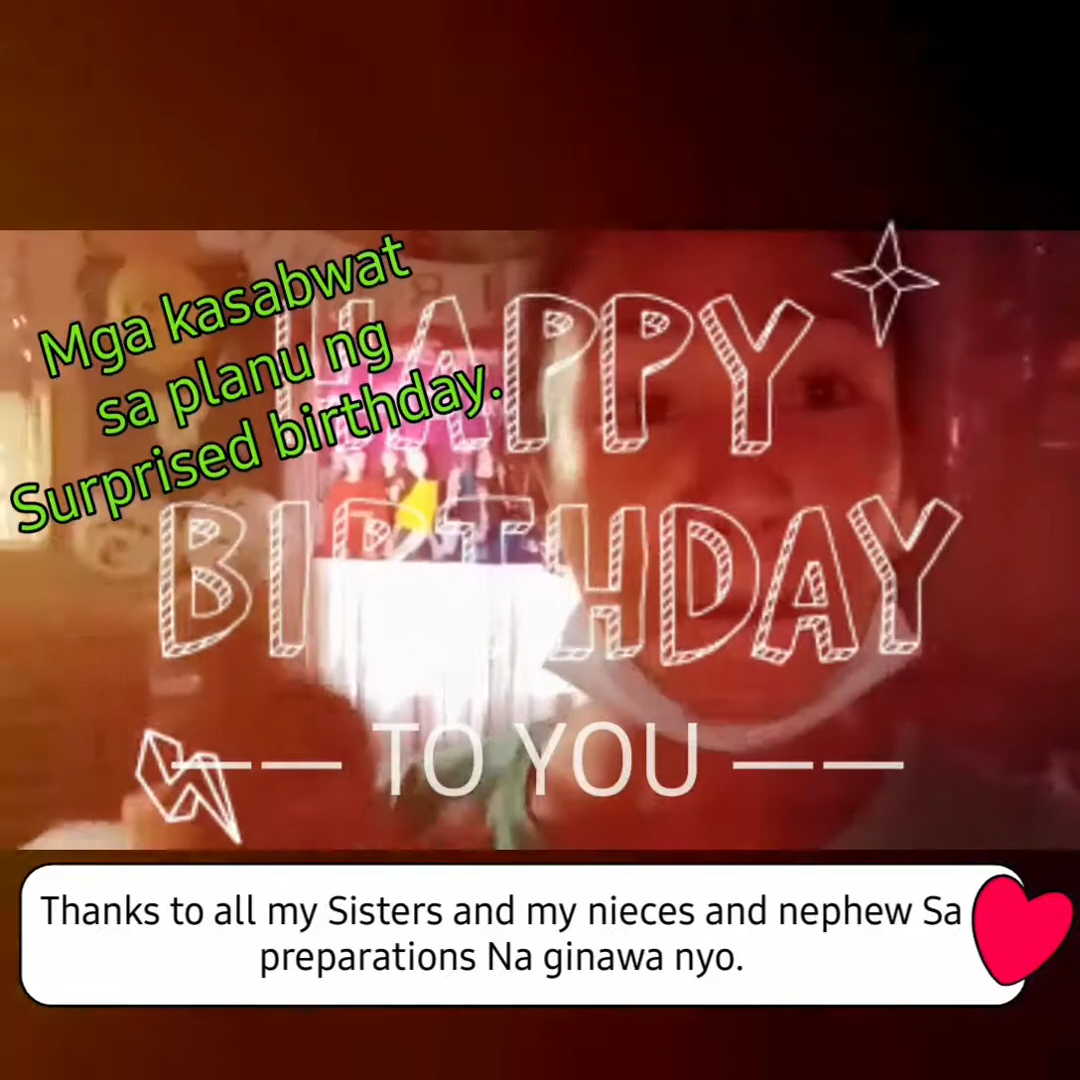 Mga kasabwat
sa planu ng
Surprised birthday.
HAPPY
BIRTHDAY
TO YOU
Thanks to all my Sisters and my nieces and nephew Sa
preparations Na ginawa nyo.